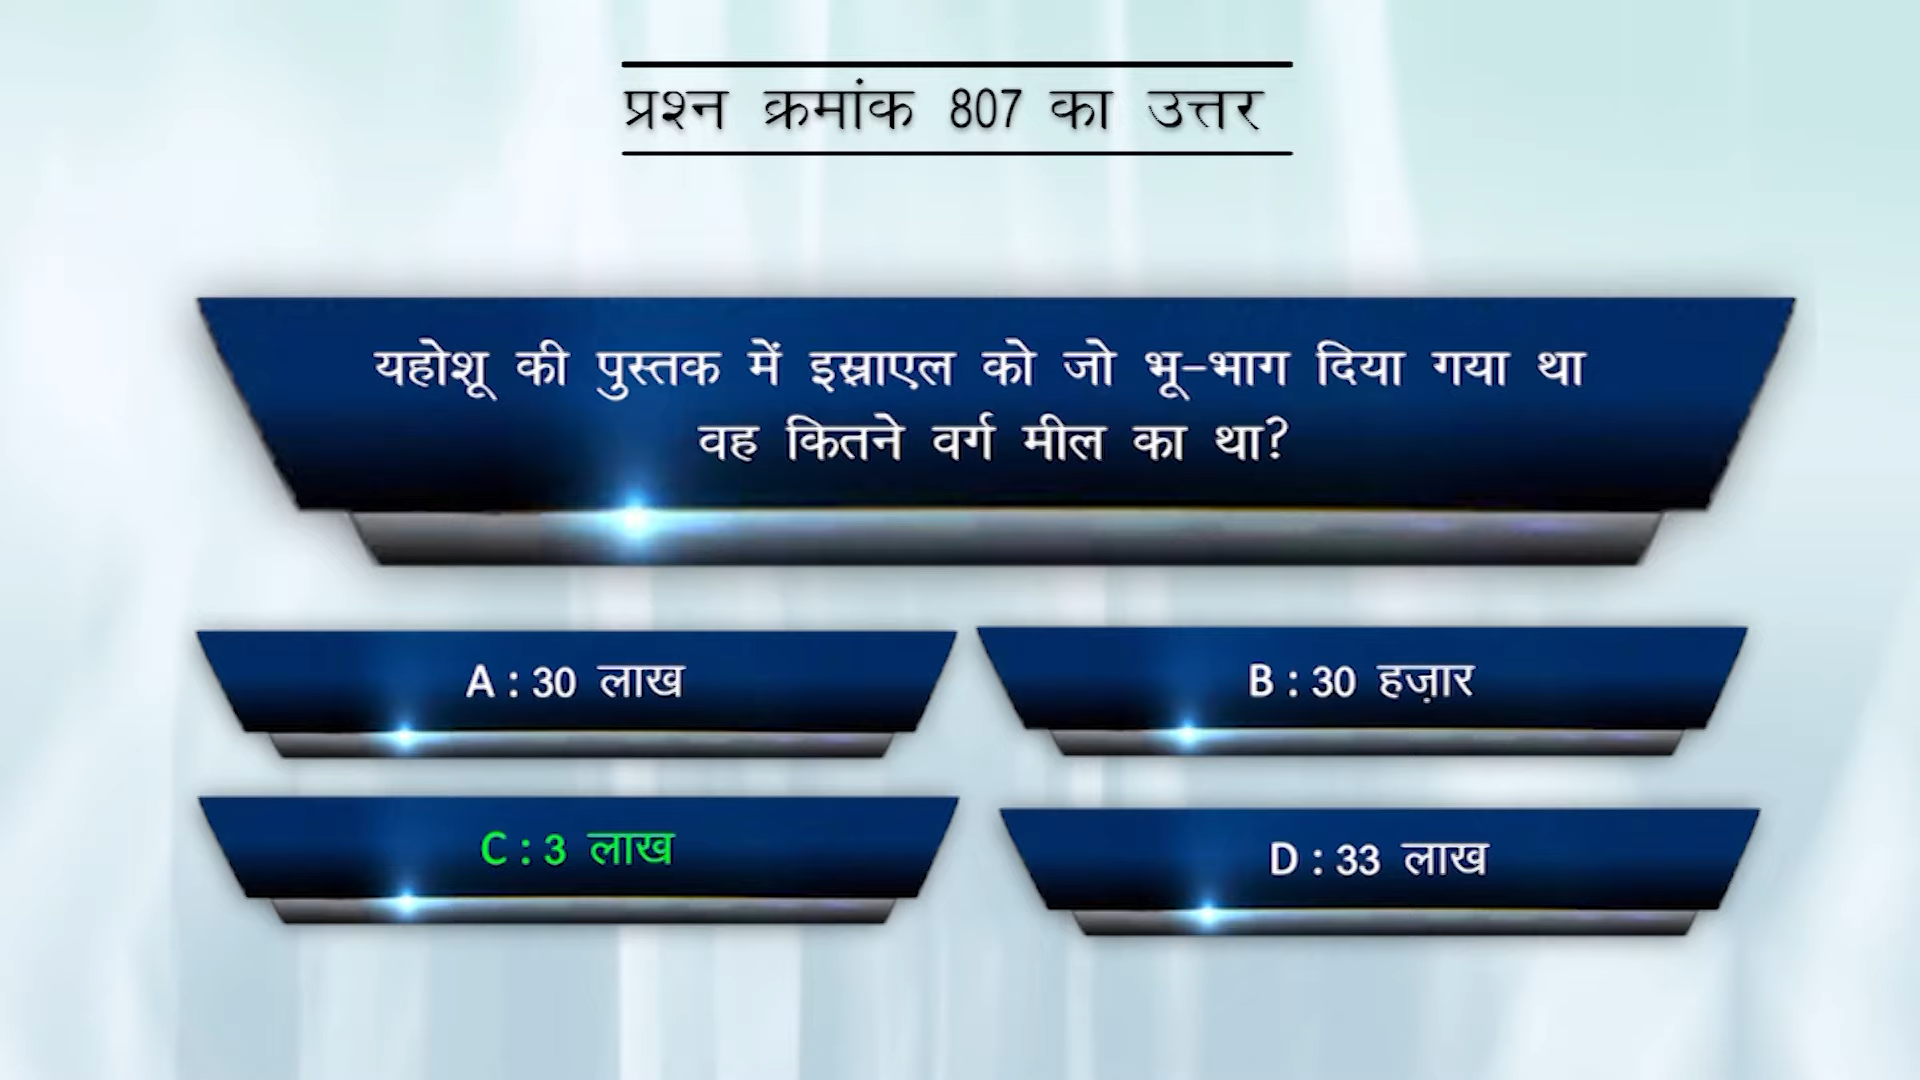 प्रश्न क्रमांक 807 का उत्तर
यहोशू की पुस्तक में इस्राएल को जो भू-भाग दिया गया था
वह कितने वर्ग मील का था?
A : 30 लाख
B : 30 हज़ार
C : 3 लाख
D : 33 लाख